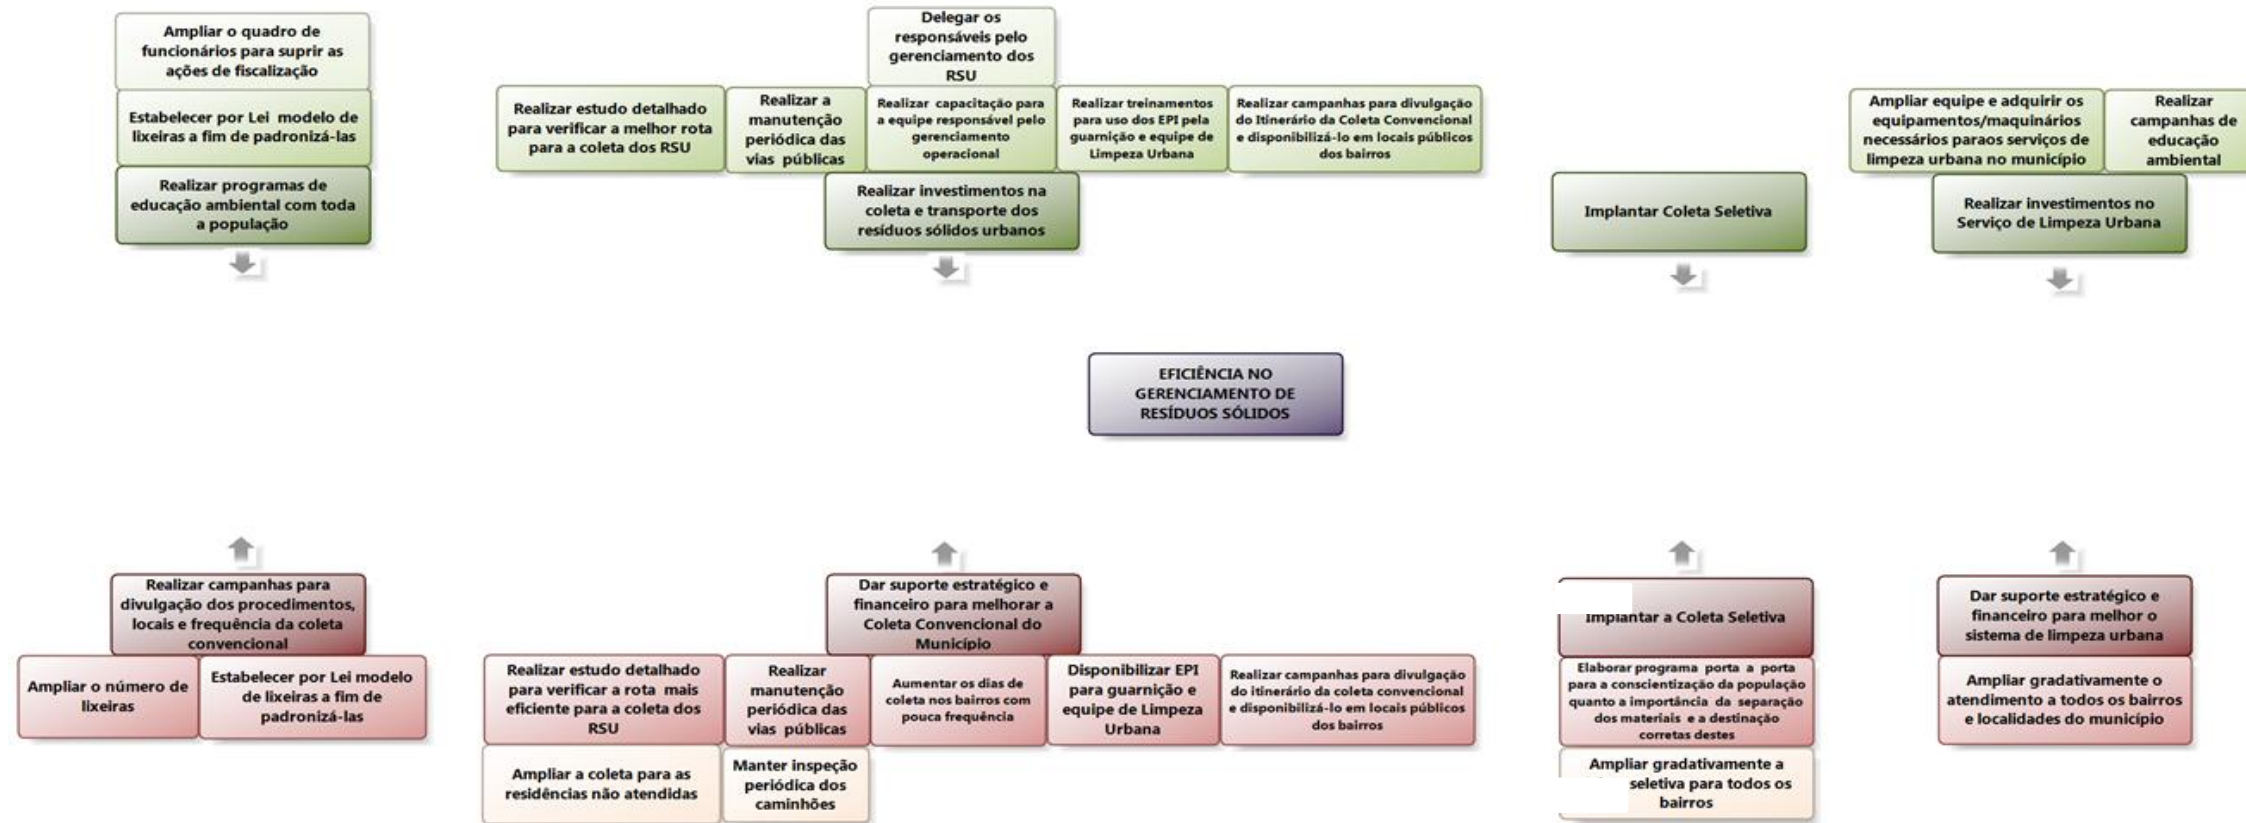 Ampliar o quadro de
funcionários para suprir as
ações de fiscalização
Estabelecer por Lei modelo de
lixeiras a fim de padronizá-las
Realizar programas de
educação ambiental com toda
a população
Delegar os
responsáveis pelo
gerenciamento dos
RSU
Realizar estudo detalhado
para verificar a melhor rota
para a coleta dos RSU
Realizar a
manutenção
periódica das
vias públicas
Realizar capacitação para
a equipe responsável pelo
gerenciamento
operacional
Realizar treinamentos
para uso dos EPI pela
guarnição e equipe de
Limpeza Urbana
Realizar campanhas para divulgação
do Itinerário da Coleta Convencional
e disponibilizá-lo em locais públicos
dos bairros
Realizar investimentos na
coleta e transporte dos
resíduos sólidos urbanos
Implantar Coleta Seletiva
Ampliar equipe e adquirir os
equipamentos/maquinários
necessários paraos serviços de
limpeza urbana no município
Realizar
campanhas de
educação
ambiental
Realizar investimentos no
Serviço de Limpeza Urbana
EFICIÊNCIA NO
GERENCIAMENTO DE
RESÍDUOS SÓLIDOS
Realizar campanhas para
divulgação dos procedimentos,
locais e frequência da coleta
convencional
Ampliar o número de
lixeiras
Estabelecer por Lei modelo
de lixeiras a fim de
padronizá-las
Dar suporte estratégico e
financeiro para melhorar a
Coleta Convencional do
Município
Realizar estudo detalhado
para verificar a rota mais
eficiente para a coleta dos
RSU
Realizar
manutenção
periódica das
vias públicas
Aumentar os dias de
coleta nos bairros com
pouca frequência
Disponibilizar EPI
para guarnição e
equipe de Limpeza
Urbana
Realizar campanhas para divulgação
do itinerário da coleta convencional
e disponibilizá-lo em locais públicos
dos bairros
Ampliar a coleta para as
residências não atendidas
Manter inspeção
periódica dos
caminhões
Implantar a Coleta Seletiva
Elaborar programa porta a porta
para a conscientização da população
quanto a importância da separação
dos materiais e a destinação
corretas destes
Ampliar gradativamente a
seletiva para todos os
bairros
Dar suporte estratégico e
financeiro para melhor o
sistema de limpeza urbana
Ampliar gradativamente o
atendimento a todos os bairros
e localidades do município